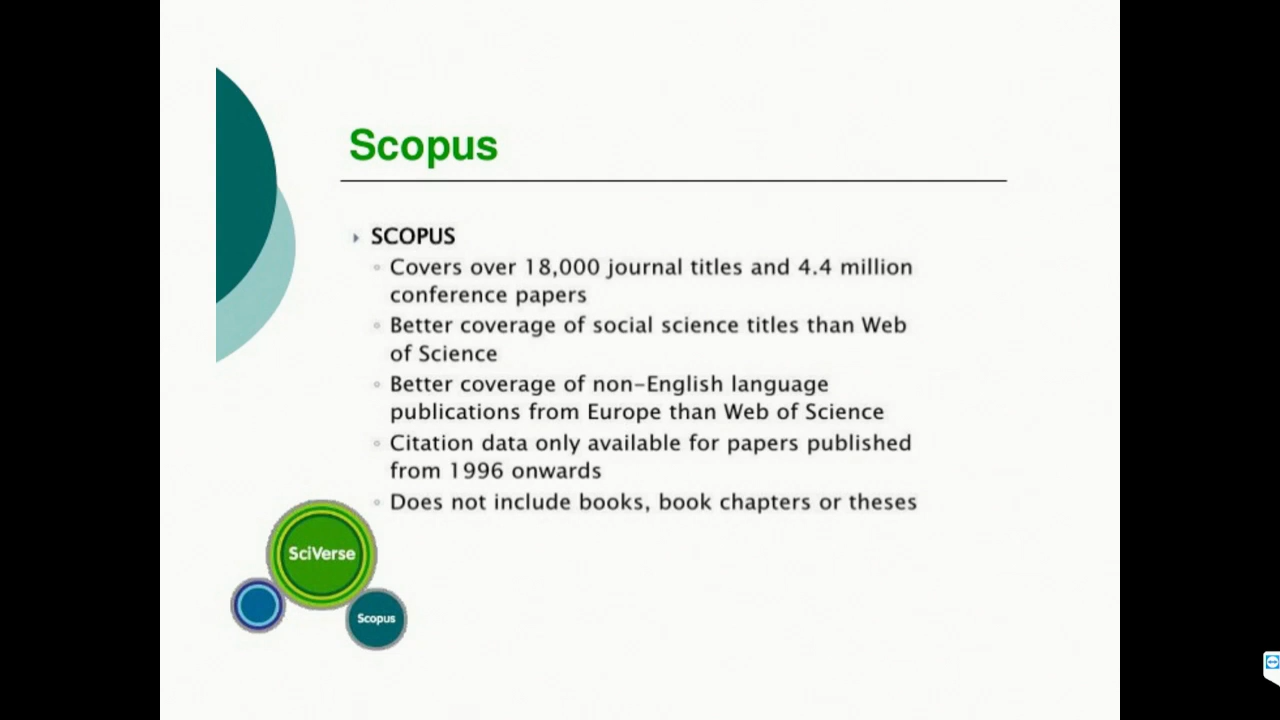 Scopus
SCOPUS
Covers over 18,000 journal titles and 4.4 million
conference papers
Better coverage of social science titles than Web
of Science
Better coverage of non-English language
publications from Europe than Web of Science
Citation data only available for papers published
from 1996 onwards
Does not include books, book chapters or theses
SciVerse
Scopus